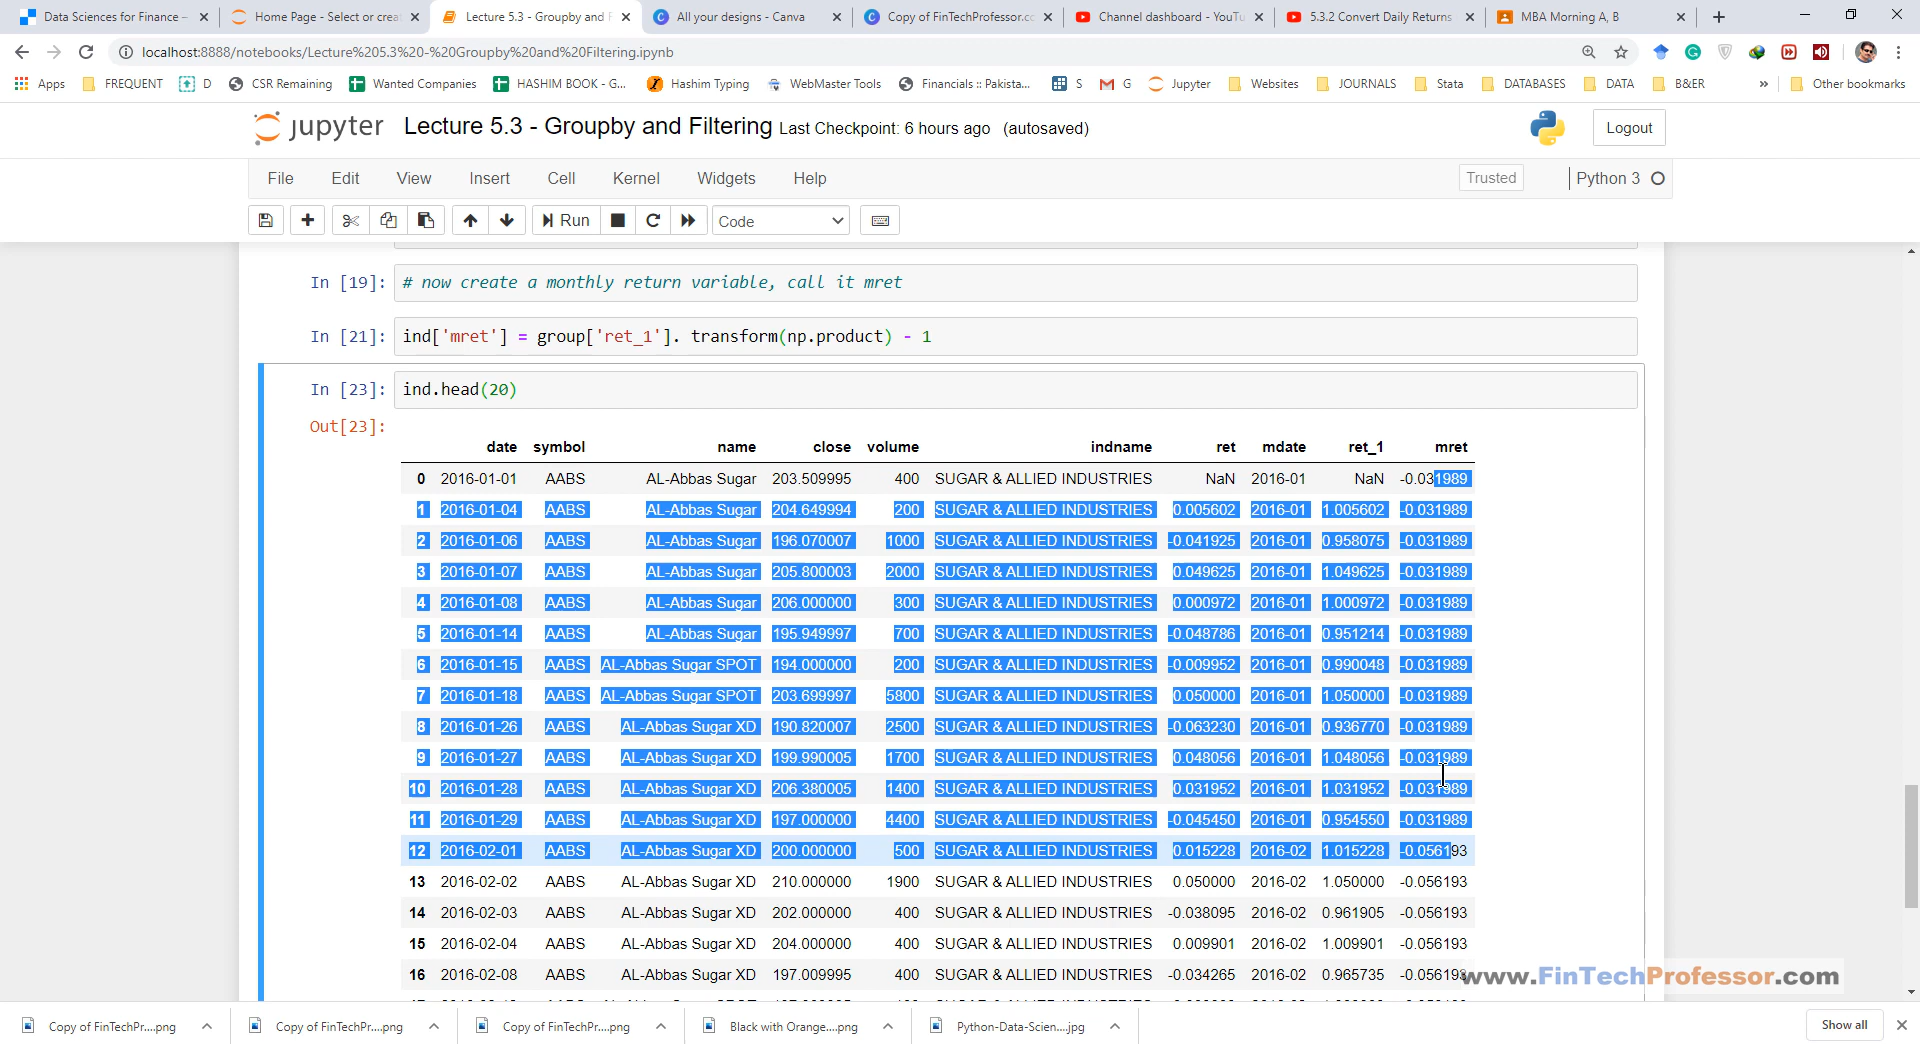 Data Sciences for Finance – × Home Page - Select or creat × Lecture 5.3 - Groupby and F × All your designs - Canva × Copy of FinTechProfessor.cc × Channel dashboard - YouTu × 5.3.2 Convert Daily Returns × MBA Morning A, B ×
localhost:8888/notebooks/Lecture%205.3%20-%20Groupby%20and%20Filtering.ipynb
Apps FREQUENT D CSR Remaining Wanted Companies HASHIM BOOK - G... Hashim Typing WebMaster Tools Financials :: Pakista... S G Jupyter Websites JOURNALS Stata DATABASES DATA B&ER » Other bookmarks
jupyter Lecture 5.3 - Groupby and Filtering Last Checkpoint: 6 hours ago (autosaved) Logout
File Edit View Insert Cell Kernel Widgets Help Trusted Python 3
Run Code
In [19]: # now create a monthly return variable, call it mret
In [21]: ind['mret'] = group['ret_1']. transform(np.product) - 1
In [23]: ind.head(20)
Out[23]:
date symbol name close volume indname ret mdate ret_1 mret
0 2016-01-01 AABS AL-Abbas Sugar 203.509995 400 SUGAR & ALLIED INDUSTRIES NaN 2016-01 NaN -0.031989
1 2016-01-04 AABS AL-Abbas Sugar 204.649994 200 SUGAR & ALLIED INDUSTRIES 0.005602 2016-01 1.005602 -0.031989
2 2016-01-06 AABS AL-Abbas Sugar 196.070007 1000 SUGAR & ALLIED INDUSTRIES -0.041925 2016-01 0.958075 -0.031989
3 2016-01-07 AABS AL-Abbas Sugar 205.800003 2000 SUGAR & ALLIED INDUSTRIES 0.049625 2016-01 1.049625 -0.031989
4 2016-01-08 AABS AL-Abbas Sugar 206.000000 300 SUGAR & ALLIED INDUSTRIES 0.000972 2016-01 1.000972 -0.031989
5 2016-01-14 AABS AL-Abbas Sugar 195.949997 700 SUGAR & ALLIED INDUSTRIES -0.048786 2016-01 0.951214 -0.031989
6 2016-01-15 AABS AL-Abbas Sugar SPOT 194.000000 200 SUGAR & ALLIED INDUSTRIES -0.009952 2016-01 0.990048 -0.031989
7 2016-01-18 AABS AL-Abbas Sugar SPOT 203.699997 5800 SUGAR & ALLIED INDUSTRIES 0.050000 2016-01 1.050000 -0.031989
8 2016-01-26 AABS AL-Abbas Sugar XD 190.820007 2500 SUGAR & ALLIED INDUSTRIES -0.063230 2016-01 0.936770 -0.031989
9 2016-01-27 AABS AL-Abbas Sugar XD 199.990005 1700 SUGAR & ALLIED INDUSTRIES 0.048056 2016-01 1.048056 -0.031989
10 2016-01-28 AABS AL-Abbas Sugar XD 206.380005 1400 SUGAR & ALLIED INDUSTRIES 0.031952 2016-01 1.031952 -0.031989
11 2016-01-29 AABS AL-Abbas Sugar XD 197.000000 4400 SUGAR & ALLIED INDUSTRIES -0.045450 2016-01 0.954550 -0.031989
12 2016-02-01 AABS AL-Abbas Sugar XD 200.000000 500 SUGAR & ALLIED INDUSTRIES 0.015228 2016-02 1.015228 -0.056193
13 2016-02-02 AABS AL-Abbas Sugar XD 210.000000 1900 SUGAR & ALLIED INDUSTRIES 0.050000 2016-02 1.050000 -0.056193
14 2016-02-03 AABS AL-Abbas Sugar XD 202.000000 400 SUGAR & ALLIED INDUSTRIES -0.038095 2016-02 0.961905 -0.056193
15 2016-02-04 AABS AL-Abbas Sugar XD 204.000000 400 SUGAR & ALLIED INDUSTRIES 0.009901 2016-02 1.009901 -0.056193
16 2016-02-08 AABS AL-Abbas Sugar XD 197.009995 400 SUGAR & ALLIED INDUSTRIES -0.034265 2016-02 0.965735 -0.056193
www.FinTechProfessor.com
Copy of FinTechPr....png Copy of FinTechPr....png Copy of FinTechPr....png Black with Orange....png Python-Data-Scien....jpg Show all